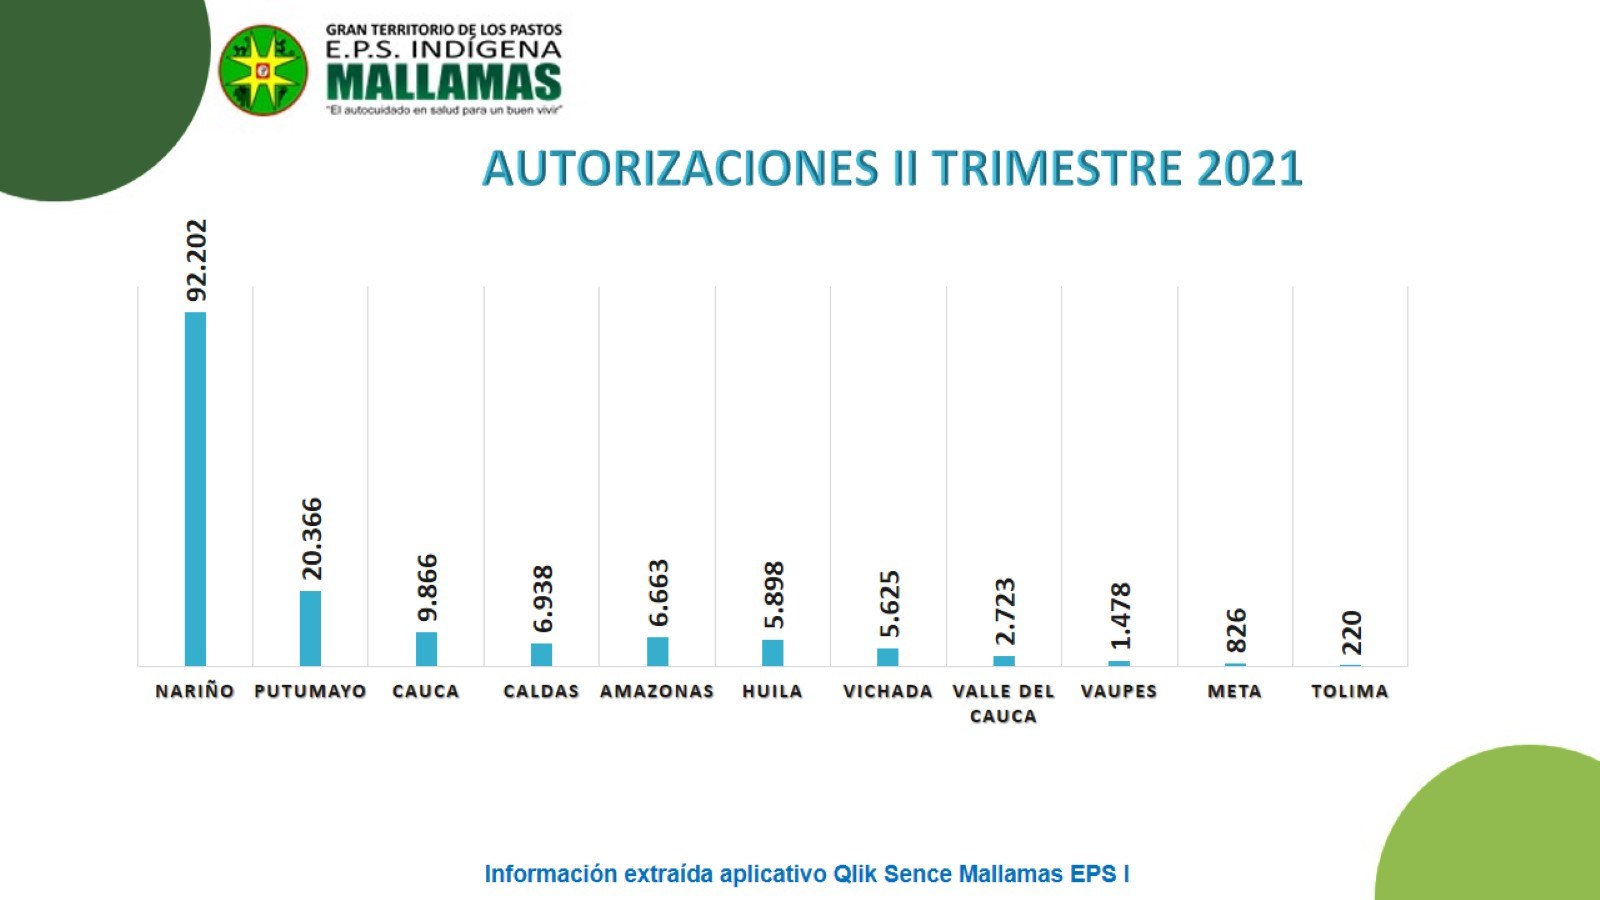 GRAN TERRITORIO DE LOS PASTOS
E.P.S. INDÍGENA
MALLAMAS
"El autocuidado en salud para un buen vivir"
AUTORIZACIONES II TRIMESTRE 2021
92.202
20.366
9.866
6.938
6.663
5.898
5.625
2.723
1.478
826
220
NARIÑO
PUTUMAYO
CAUCA
CALDAS
AMAZONAS
HUILA
VICHADA
VALLE DEL
CAUCA
VAUPES
META
TOLIMA
Información extraída aplicativo Qlik Sence Mallamas EPS I